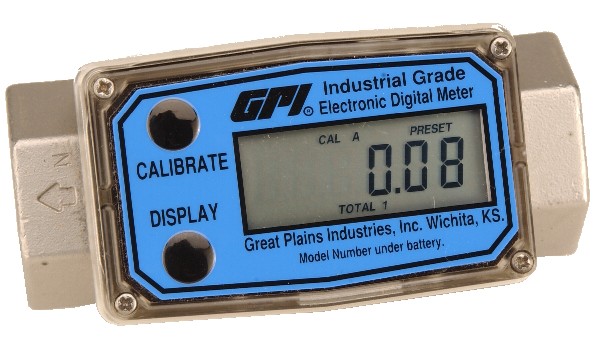 GPI® Industrial Grade
Electronic Digital Meter
CALIBRATE
DISPLAY
CAL A PRESET
0.08
TOTAL 1
Great Plains Industries, Inc. Wichita, KS.
Model Number under battery.
IN